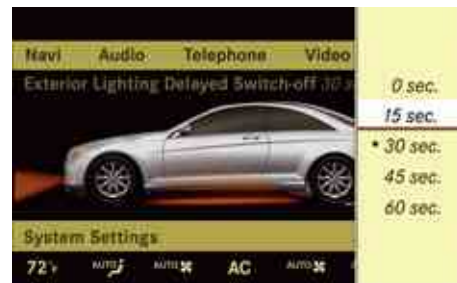 Navi Audio Telephone Video
Exterior Lighting Delayed Switch-off 30 s
0 sec.
15 sec.
• 30 sec.
45 sec.
60 sec.
System Settings
72°F AUTO AUTO AC AUTO